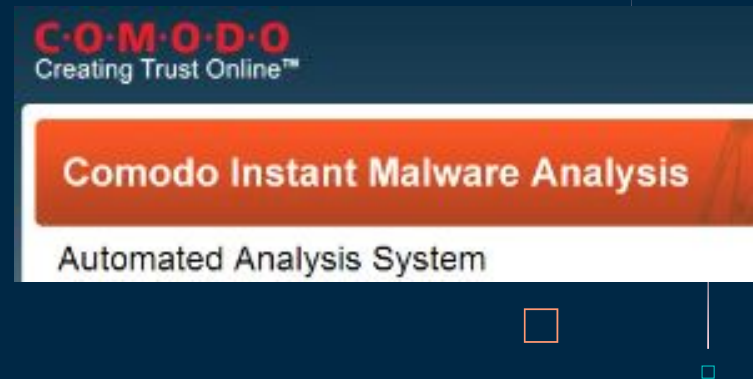 C·O·M·O·D·O
Creating Trust Online™
Comodo Instant Malware Analysis
Automated Analysis System